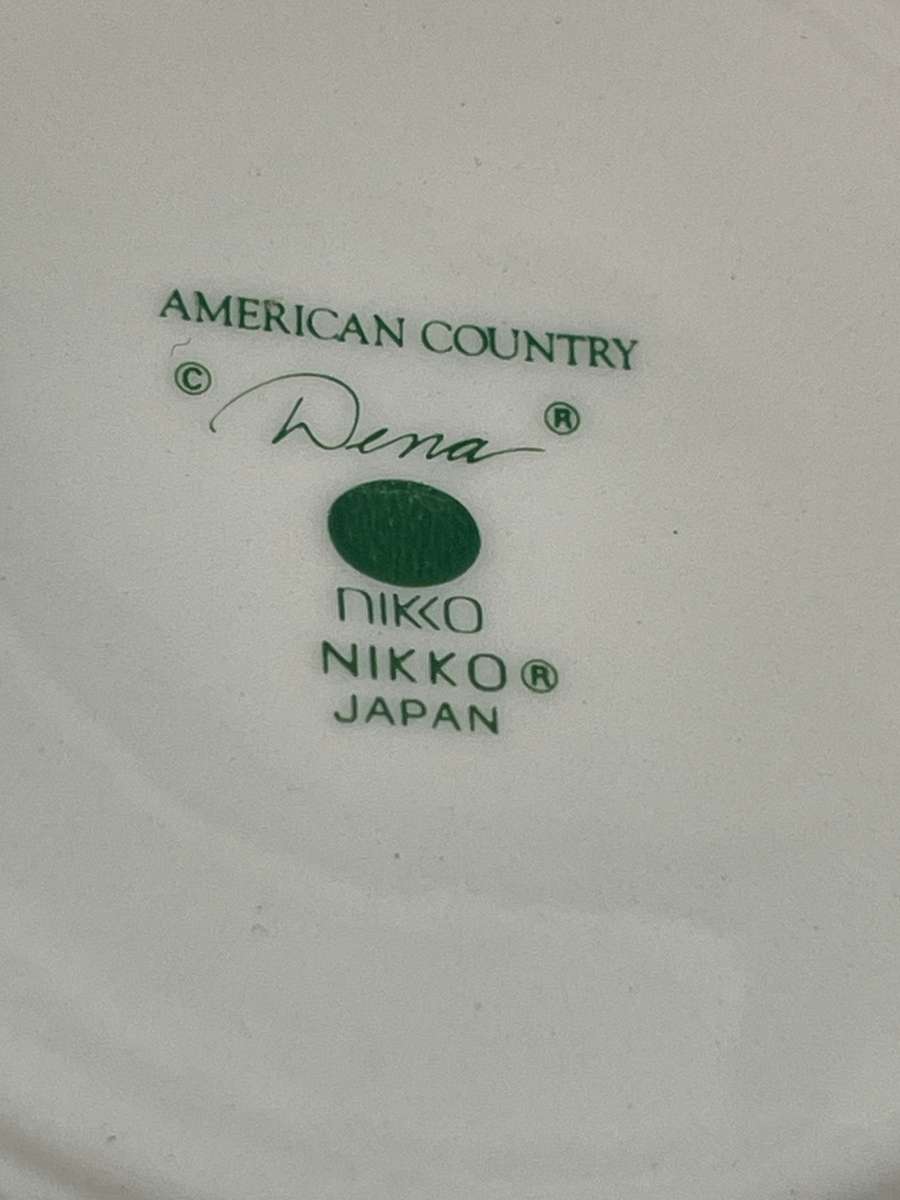 AMERICAN COUNTRY
© Dena ®
NIKKO
NIKKO ®
JAPAN